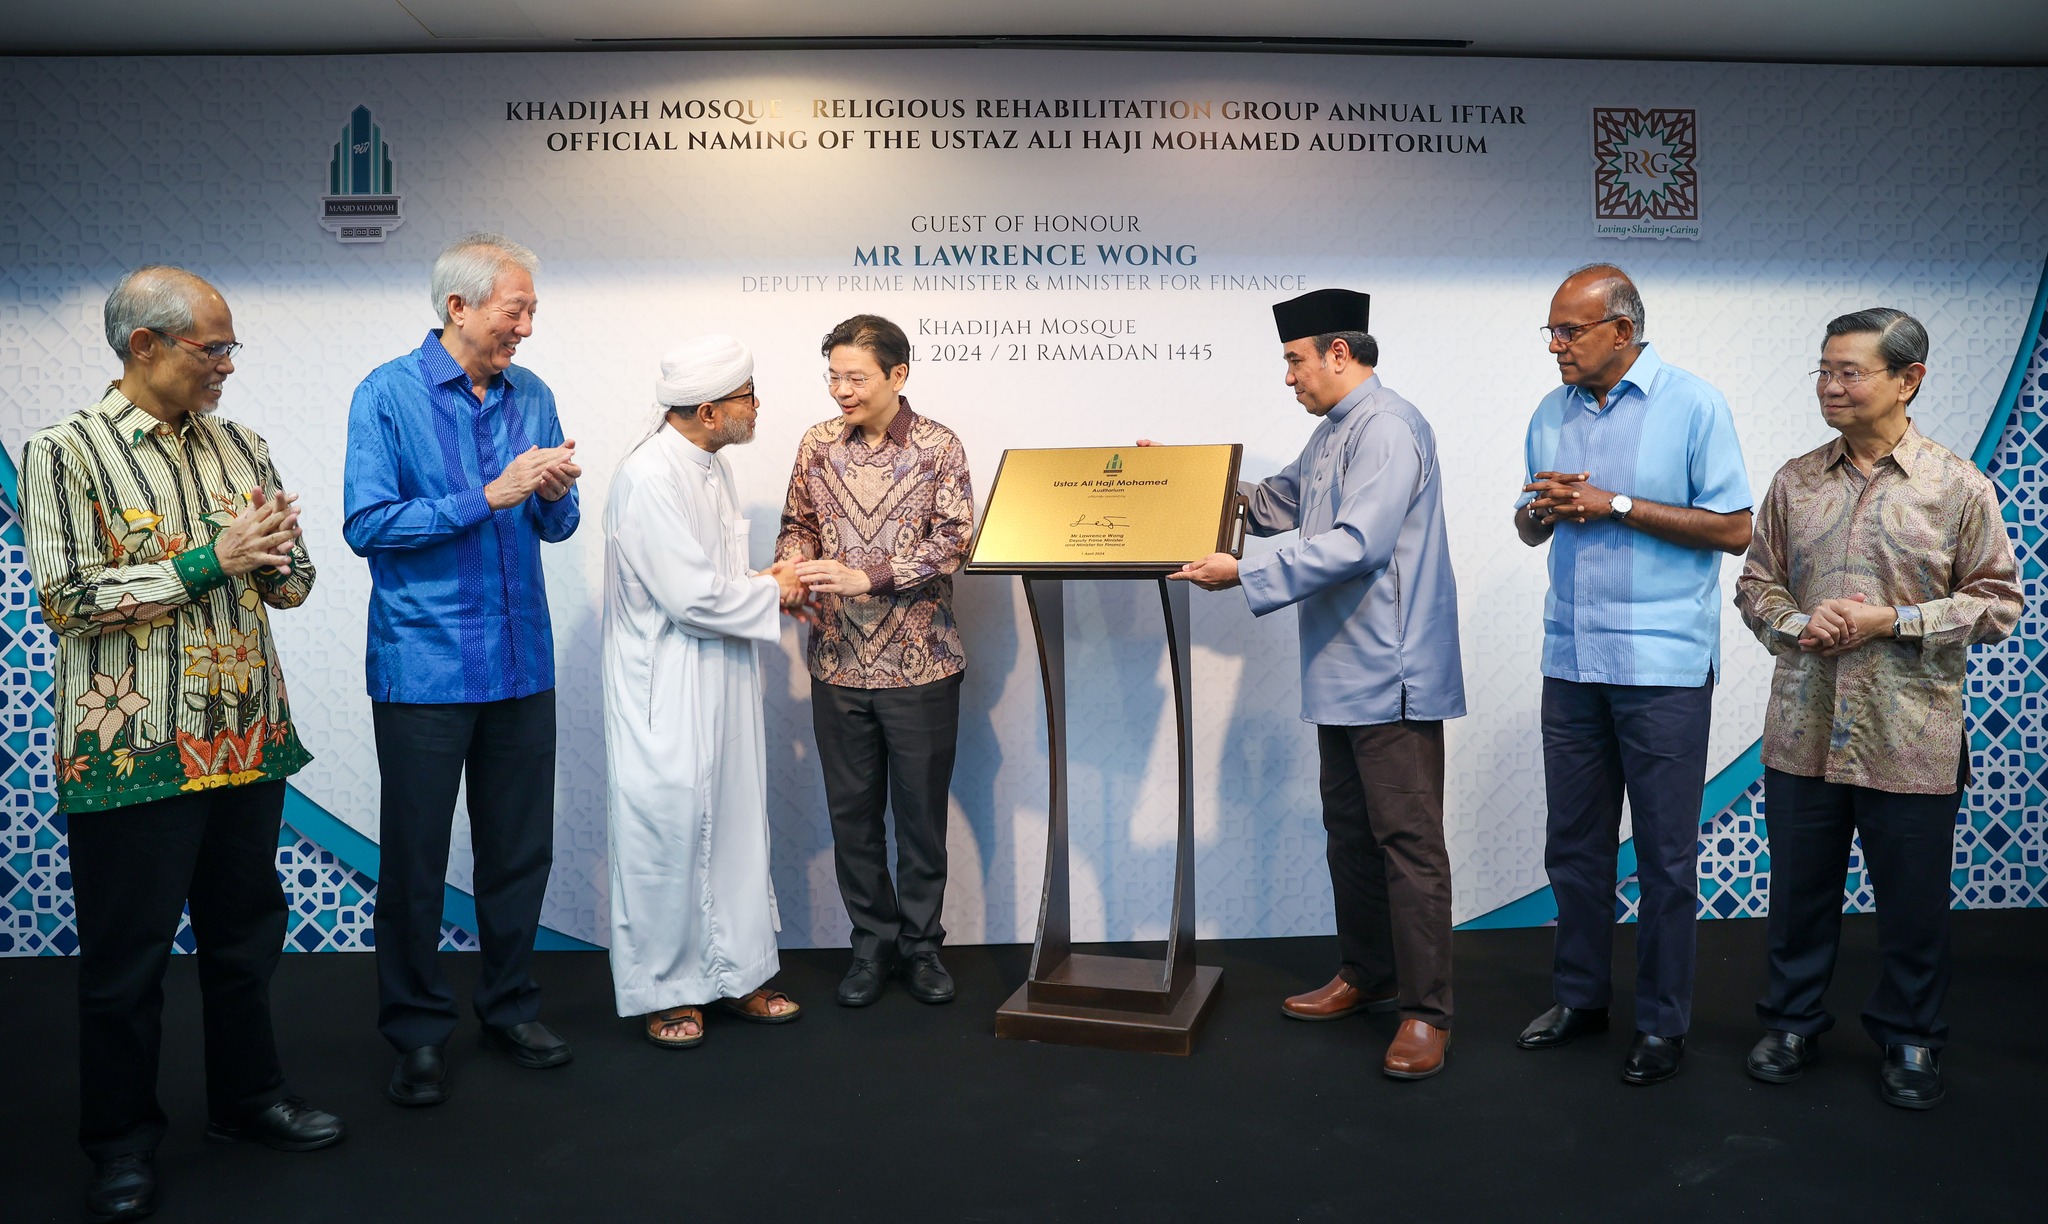 KHADIJAH MOSQUE - RELIGIOUS REHABILITATION GROUP ANNUAL IFTAR
OFFICIAL NAMING OF THE USTAZ ALI HAJI MOHAMED AUDITORIUM
MASJID KHADIJAH
RRG
Loving • Sharing • Caring
GUEST OF HONOUR
MR LAWRENCE WONG
DEPUTY PRIME MINISTER & MINISTER FOR FINANCE
KHADIJAH MOSQUE
L 2024 / 21 RAMADAN 1445
Ustaz Ali Haji Mohamed
Auditorium
Mr Lawrence Wong
Deputy Prime Minister
and Minister for Finance
1 April 2024